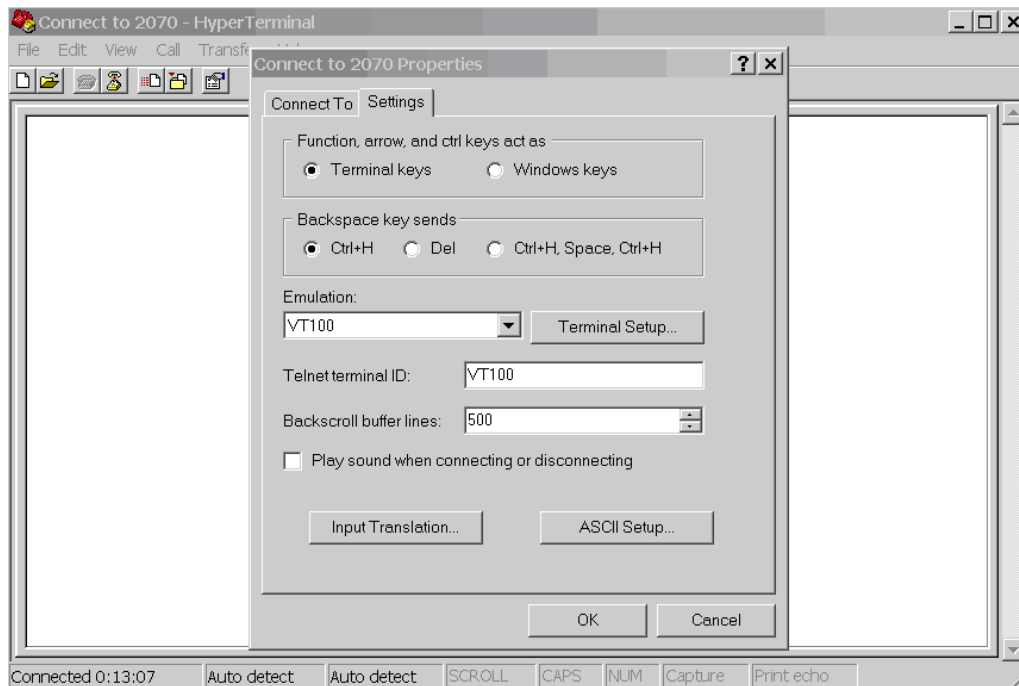 Connect to 2070 - HyperTerminal
File Edit View Call Transfe
Connect to 2070 Properties
Connect To Settings
Function, arrow, and ctrl keys act as
Terminal keys Windows keys
Backspace key sends
Ctrl+H Del Ctrl+H, Space, Ctrl+H
Emulation:
VT100 Terminal Setup...
Telnet terminal ID: VT100
Backscroll buffer lines: 500
Play sound when connecting or disconnecting
Input Translation... ASCII Setup...
OK Cancel
Connected 0:13:07 Auto detect Auto detect SCROLL CAPS NUM Capture Print echo